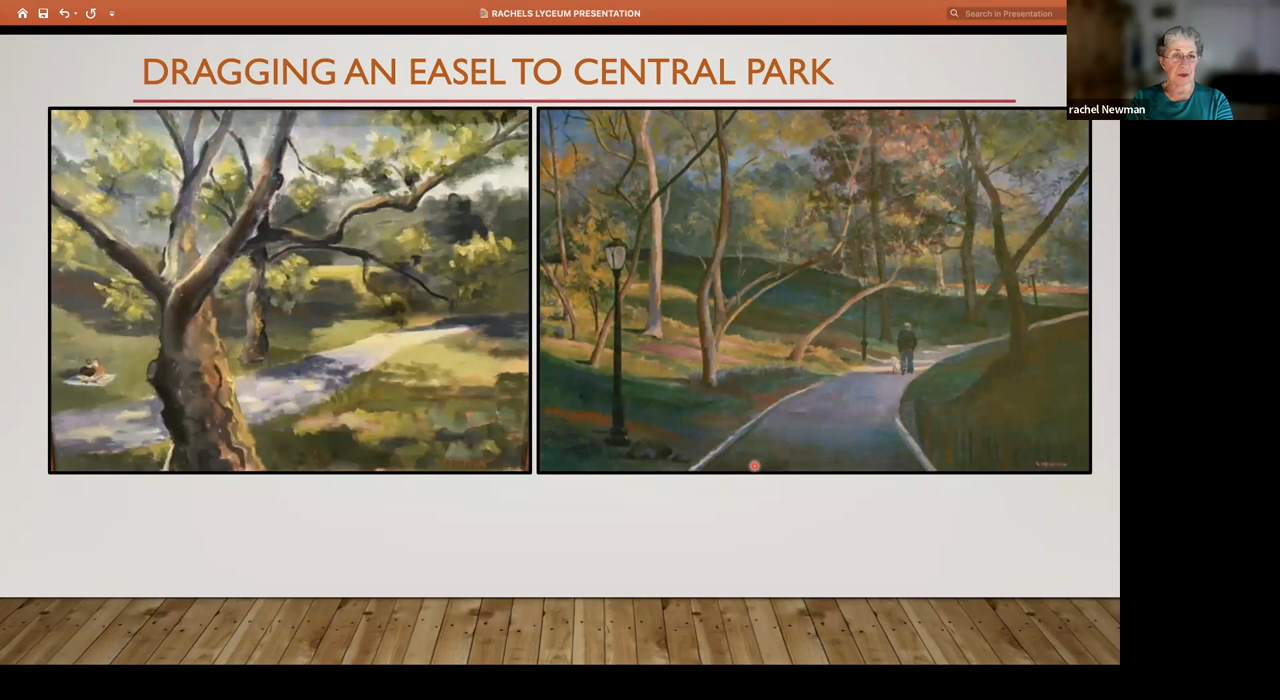 RACHELS LYCEUM PRESENTATION
Search in Presentation
DRAGGING AN EASEL TO CENTRAL PARK
rachel Newman